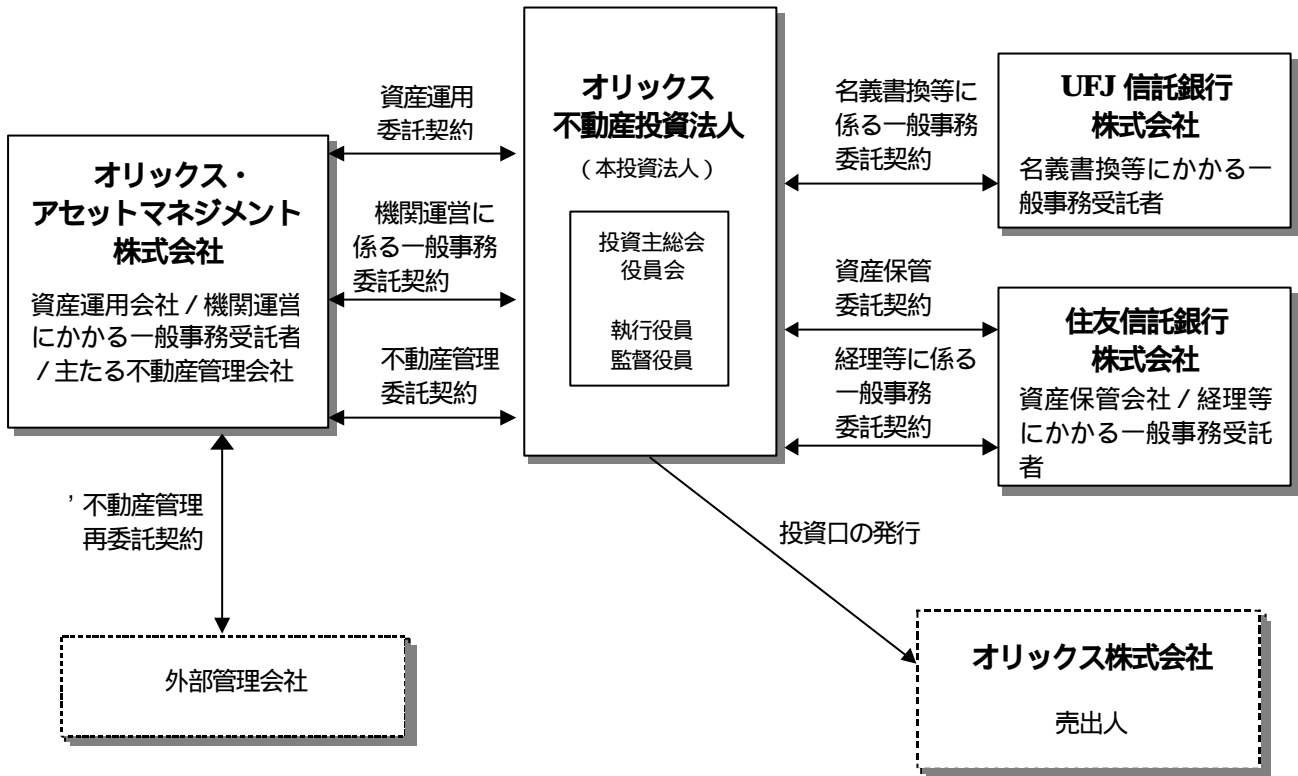 資産運用
委託契約
オリックス・
アセットマネジメント
株式会社
資産運用会社 / 機関運営
にかかる一般事務受託者
/ 主たる不動産管理会社
機関運営に
係る一般事務
委託契約
不動産管理
委託契約
オリックス
不動産投資法人
( 本投資法人 )
投資主総会
役員会
執行役員
監督役員
名義書換等に
係る一般事務
委託契約
UFJ 信託銀行
株式会社
名義書換等にかかる一
般事務受託者
資産保管
委託契約
経理等に係る
一般事務
委託契約
住友信託銀行
株式会社
資産保管会社 / 経理等
にかかる一般事務受託
者
' 不動産管理
再委託契約
外部管理会社
投資口の発行
オリックス株式会社
売出人